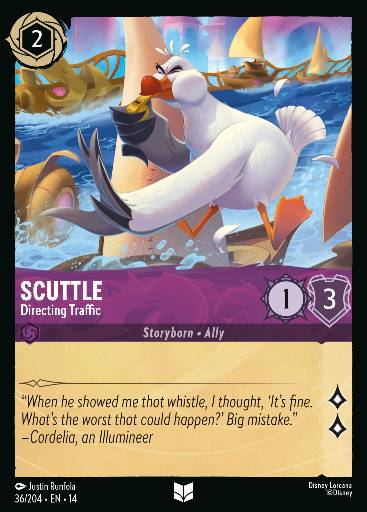 2
SCUTTLE
Directing Traffic
1
3
Storyborn • Ally
“When he showed me that whistle, I thought, ‘It’s fine.
What’s the worst that could happen?’ Big mistake.”
–Cordelia, an Illumineer
Justin Runfola
Disney Lorcana
36/204 • EN • 14
©Disney